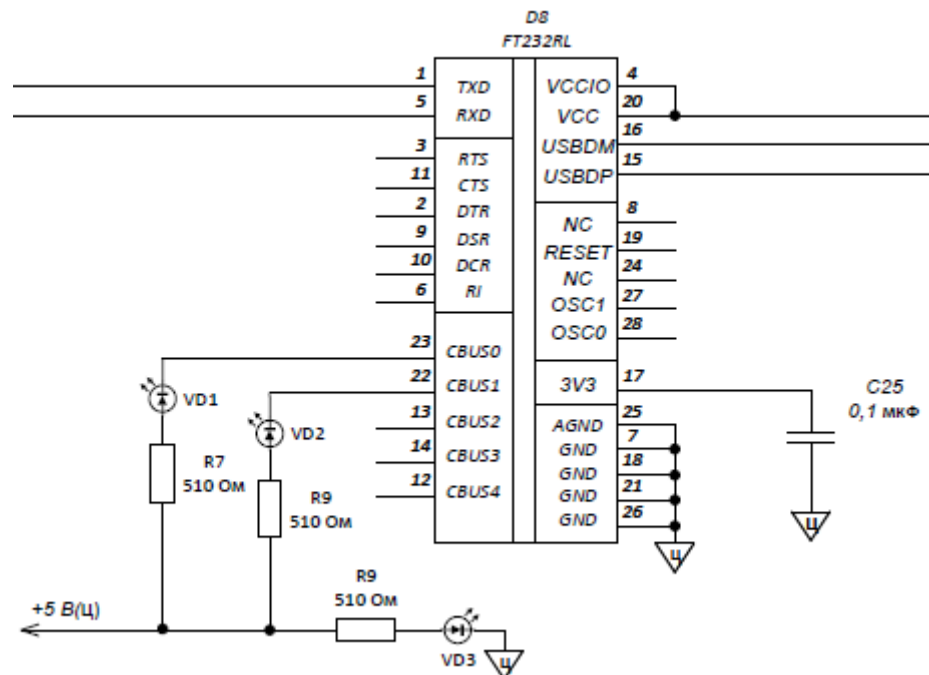 D8
FT232RL
1 TXD VCCIO 4
5 RXD VCC 20
USBDM 16
3 RTS USBDP 15
11 CTS
2 DTR NC 8
9 DSR RESET 19
10 DCR NC 24
6 RI OSC1 27
OSC0 28
23 CBUS0
22 CBUS1 3V3 17
13 CBUS2 AGND 25
14 CBUS3 GND 7
12 CBUS4 GND 18
GND 21
GND 26
C25
0,1 мкФ
Ц
Ц
VD1
VD2
R7
510 Ом
R9
510 Ом
R9
510 Ом
+5 В(Ц)
VD3
Ц